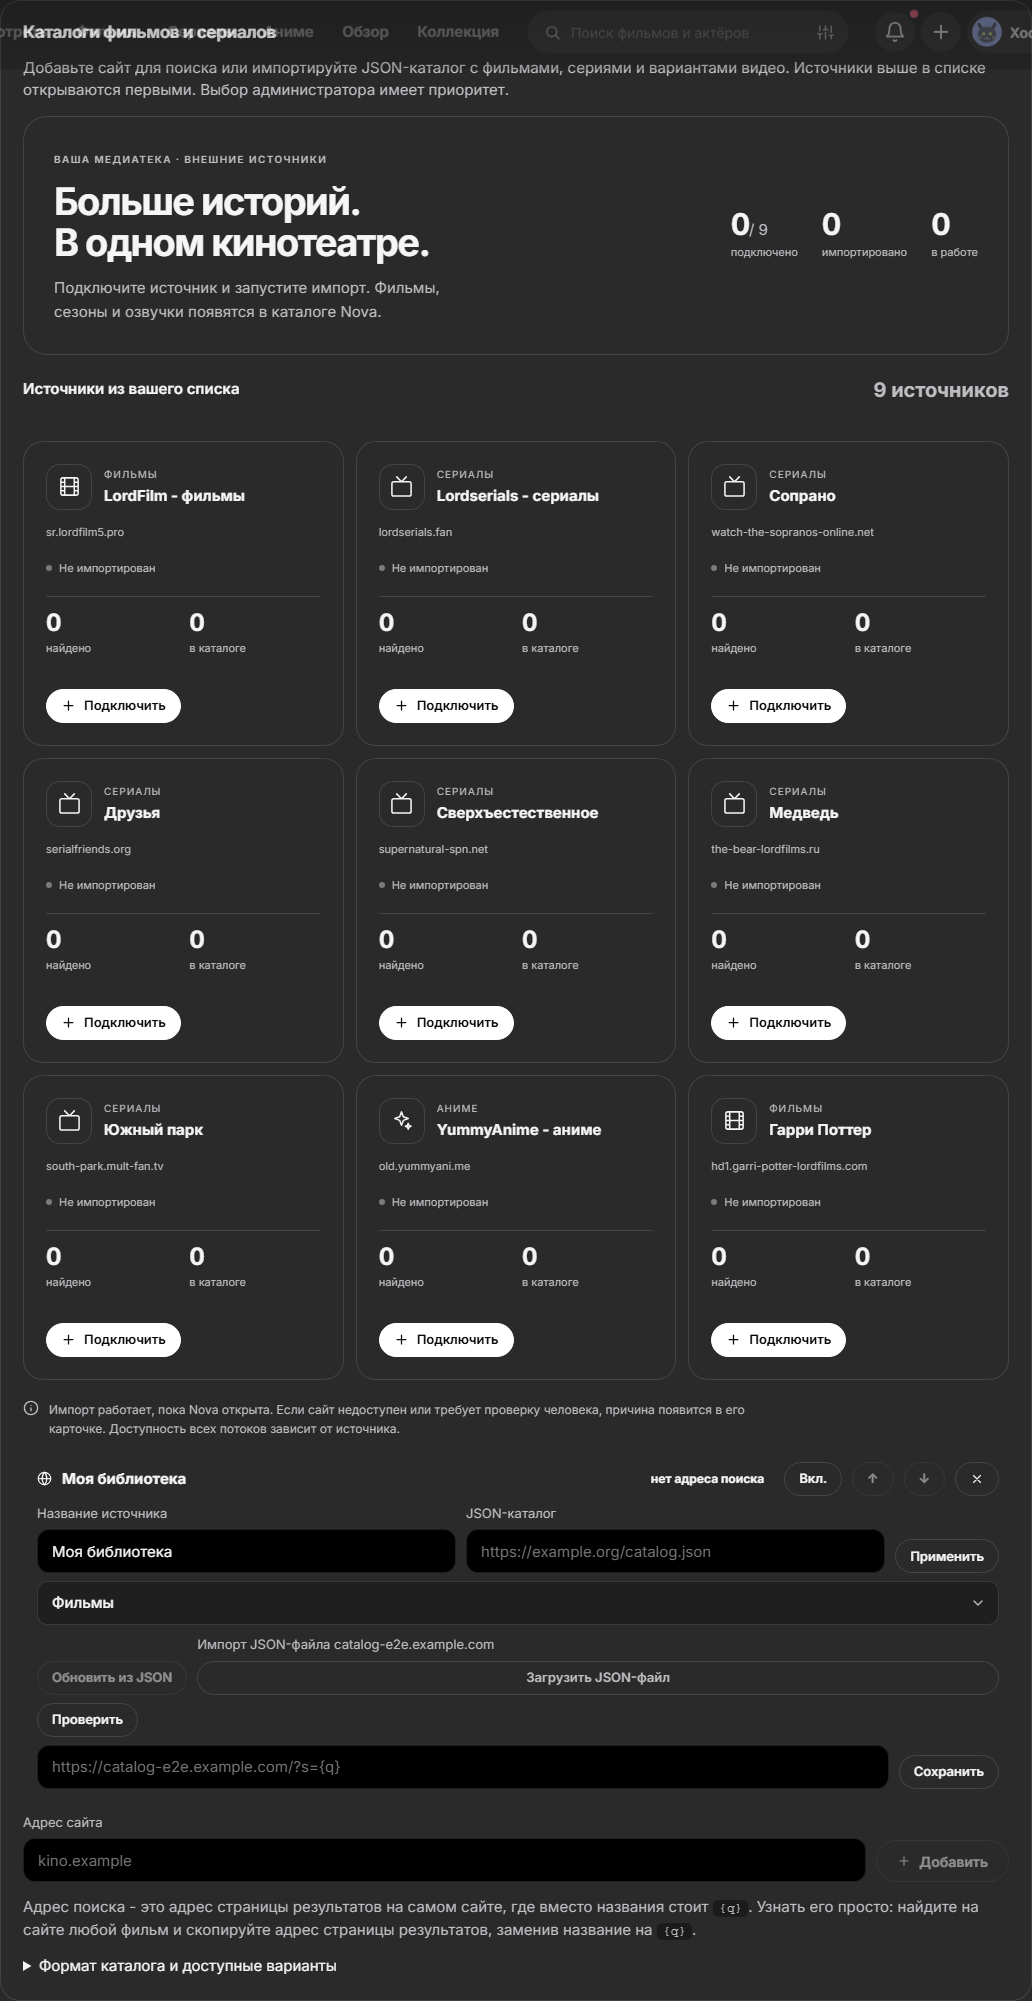 Каталоги фильмов и сериалов
Аниме
Обзор
Коллекция
Поиск фильмов и актёров
Добавьте сайт для поиска или импортируйте JSON-каталог с фильмами, сериями и вариантами видео. Источники выше в списке
открываются первыми. Выбор администратора имеет приоритет.
ВАША МЕДИАТЕКА · ВНЕШНИЕ ИСТОЧНИКИ
Больше историй.
В одном кинотеатре.
Подключите источник и запустите импорт. Фильмы,
сезоны и озвучки появятся в каталоге Nova.
0/ 9 0 0
подключено импортировано в работе
Источники из вашего списка
9 источников
ФИЛЬМЫ
LordFilm - фильмы
sr.lordfilm5.pro
Не импортирован
0 0
найдено в каталоге
+ Подключить
СЕРИАЛЫ
Lordserials - сериалы
lordserials.fan
Не импортирован
0 0
найдено в каталоге
+ Подключить
СЕРИАЛЫ
Сопрано
watch-the-sopranos-online.net
Не импортирован
0 0
найдено в каталоге
+ Подключить
СЕРИАЛЫ
Друзья
serialfriends.org
Не импортирован
0 0
найдено в каталоге
+ Подключить
СЕРИАЛЫ
Сверхъестественное
supernatural-spn.net
Не импортирован
0 0
найдено в каталоге
+ Подключить
СЕРИАЛЫ
Медведь
the-bear-lordfilms.ru
Не импортирован
0 0
найдено в каталоге
+ Подключить
СЕРИАЛЫ
Южный парк
south-park.mult-fan.tv
Не импортирован
0 0
найдено в каталоге
+ Подключить
АНИМЕ
YummyAnime - аниме
old.yummyani.me
Не импортирован
0 0
найдено в каталоге
+ Подключить
ФИЛЬМЫ
Гарри Поттер
hd1.garri-potter-lordfilms.com
Не импортирован
0 0
найдено в каталоге
+ Подключить
Импорт работает, пока Nova открыта. Если сайт недоступен или требует проверку человека, причина появится в его
карточке. Доступность всех потоков зависит от источника.
Моя библиотека
нет адреса поиска
Вкл.
Название источника
JSON-каталог
Моя библиотека
https://example.org/catalog.json
Применить
Фильмы
Импорт JSON-файла catalog-e2e.example.com
Обновить из JSON
Загрузить JSON-файл
Проверить
https://catalog-e2e.example.com/?s={q}
Сохранить
Адрес сайта
kino.example
+ Добавить
Адрес поиска - это адрес страницы результатов на самом сайте, где вместо названия стоит {q}. Узнать его просто: найдите на
сайте любой фильм и скопируйте адрес страницы результатов, заменив название на {q}.
Формат каталога и доступные варианты